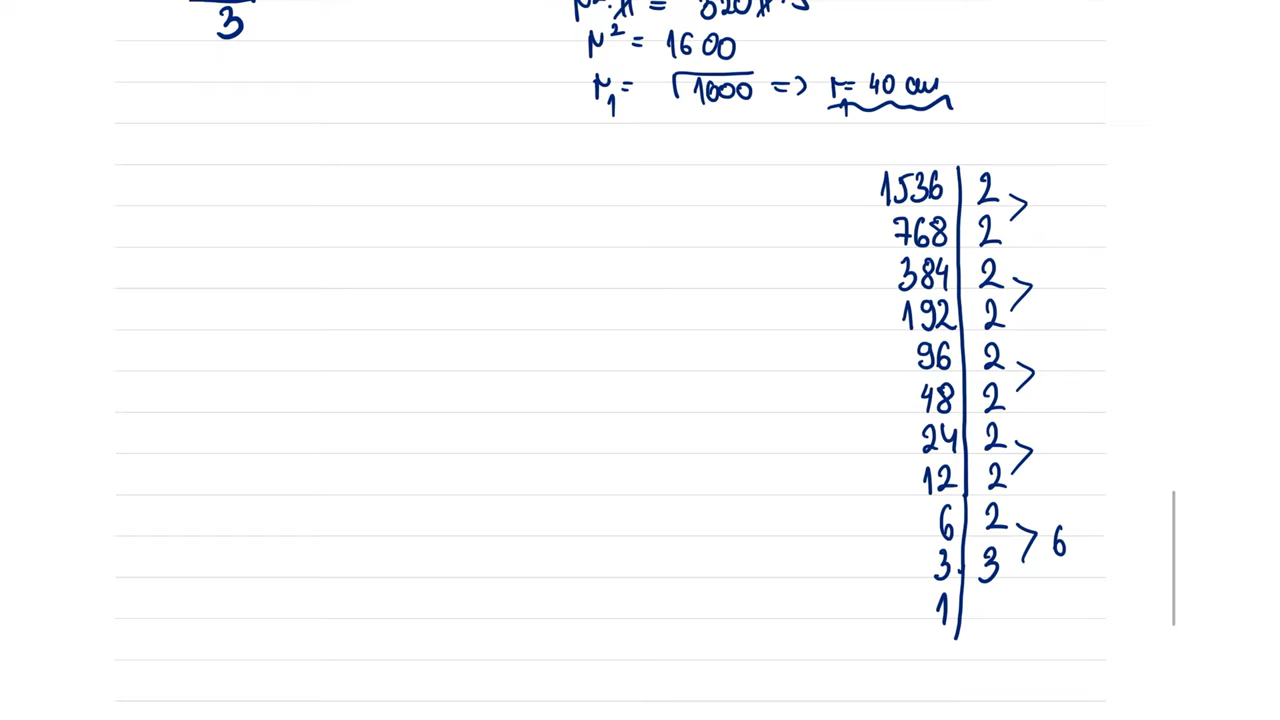 3
r² = 1600
r₁ = √1600 => r₁ = 40 cm
1536 | 2 >
768 | 2
384 | 2 >
192 | 2
96 | 2 >
48 | 2
24 | 2 >
12 | 2
6 | 2 > 6
3 | 3
1 |